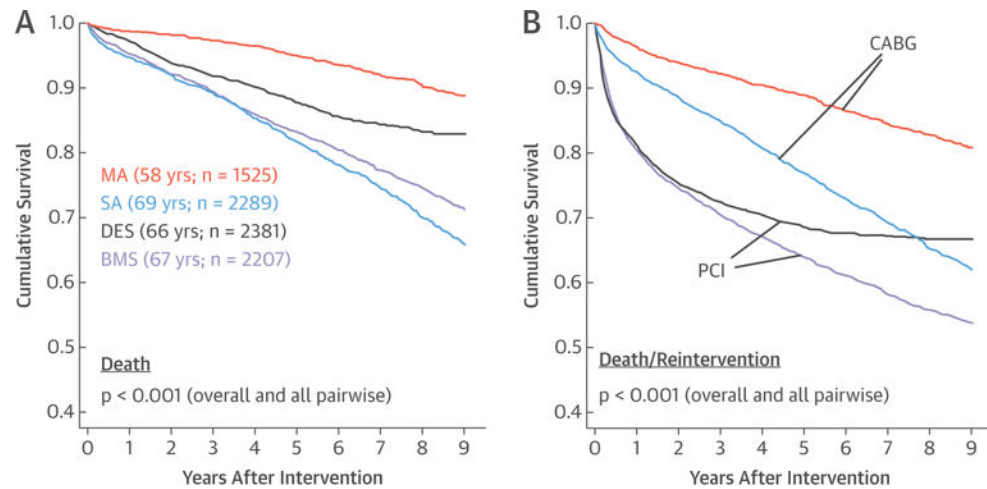 A
Cumulative Survival
1.0
0.9
0.8
0.7
0.6
0.5
0.4
MA (58 yrs; n = 1525)
SA (69 yrs; n = 2289)
DES (66 yrs; n = 2381)
BMS (67 yrs; n = 2207)
Death
p < 0.001 (overall and all pairwise)
0 1 2 3 4 5 6 7 8 9
Years After Intervention
B
Cumulative Survival
1.0
0.9
0.8
0.7
0.6
0.5
0.4
CABG
PCI
Death/Reintervention
p < 0.001 (overall and all pairwise)
0 1 2 3 4 5 6 7 8 9
Years After Intervention